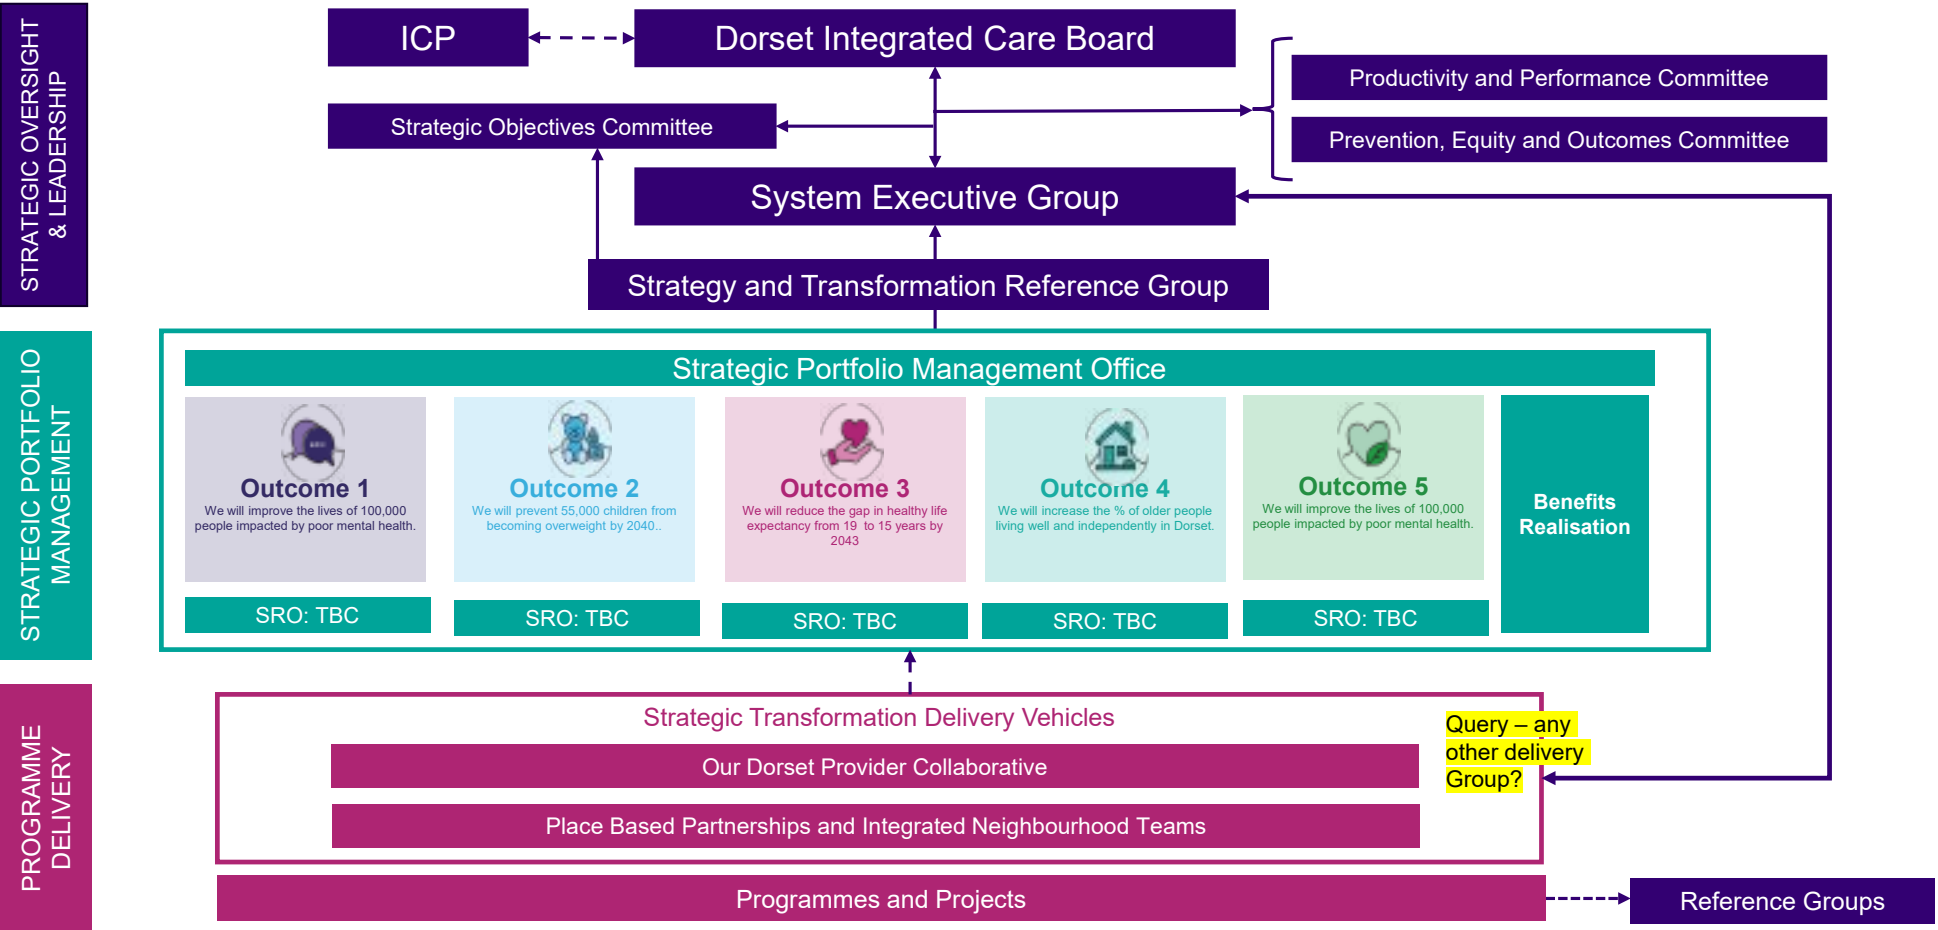 STRATEGIC OVERSIGHT
& LEADERSHIP
ICP
Dorset Integrated Care Board
Productivity and Performance Committee
Strategic Objectives Committee
Prevention, Equity and Outcomes Committee
System Executive Group
Strategy and Transformation Reference Group
STRATEGIC PORTFOLIO
MANAGEMENT
Strategic Portfolio Management Office
Outcome 1
We will improve the lives of 100,000
people impacted by poor mental health.
SRO: TBC
Outcome 2
We will prevent 55,000 children from
becoming overweight by 2040..
SRO: TBC
Outcome 3
We will reduce the gap in healthy life
expectancy from 19 to 15 years by
2043
SRO: TBC
Outcome 4
We will increase the % of older people
living well and independently in Dorset.
SRO: TBC
Outcome 5
We will improve the lives of 100,000
people impacted by poor mental health.
SRO: TBC
Benefits
Realisation
PROGRAMME
DELIVERY
Strategic Transformation Delivery Vehicles
Our Dorset Provider Collaborative
Place Based Partnerships and Integrated Neighbourhood Teams
Query – any
other delivery
Group?
Programmes and Projects
Reference Groups